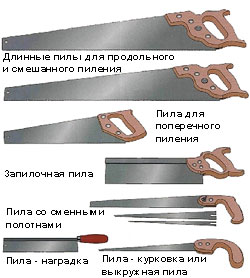 Длинные пилы для продольного
и смешанного пиления
Пила для
поперечного
пиления
Запилочная пила
Пила со сменными
полотнами
Пила - наградка
Пила - курковка или
выкружная пила